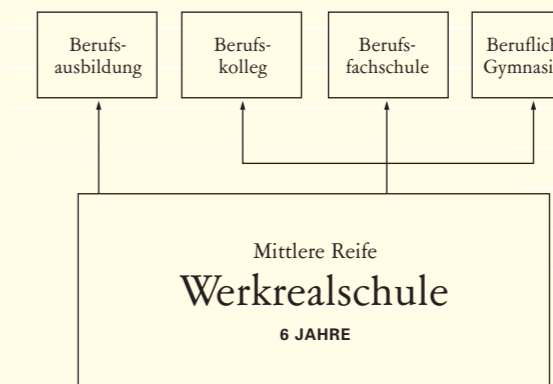 Berufs-
ausbildung
Berufs-
kolleg
Berufs-
fachschule
Mittlere Reife
Werkrealschule
6 JAHRE